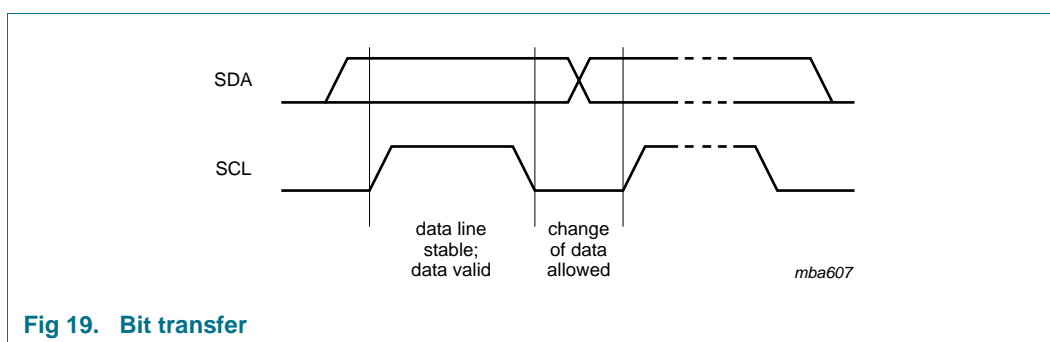 SDA
SCL
data line
stable;
data valid
change
of data
allowed
mba607
Fig 19. Bit transfer